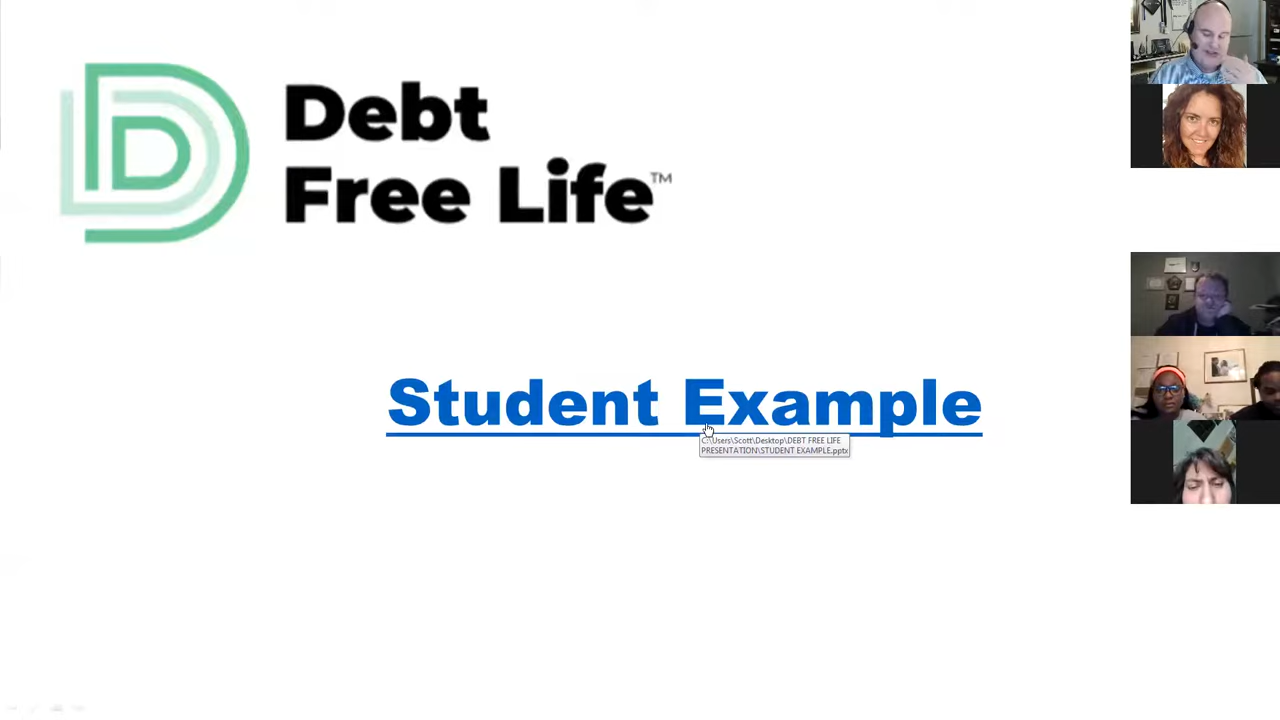 Debt
Free Life™
Student Example
C:\Users\Scott\Desktop\DEBT FREE LIFE
PRESENTATION\STUDENT EXAMPLE.pptx